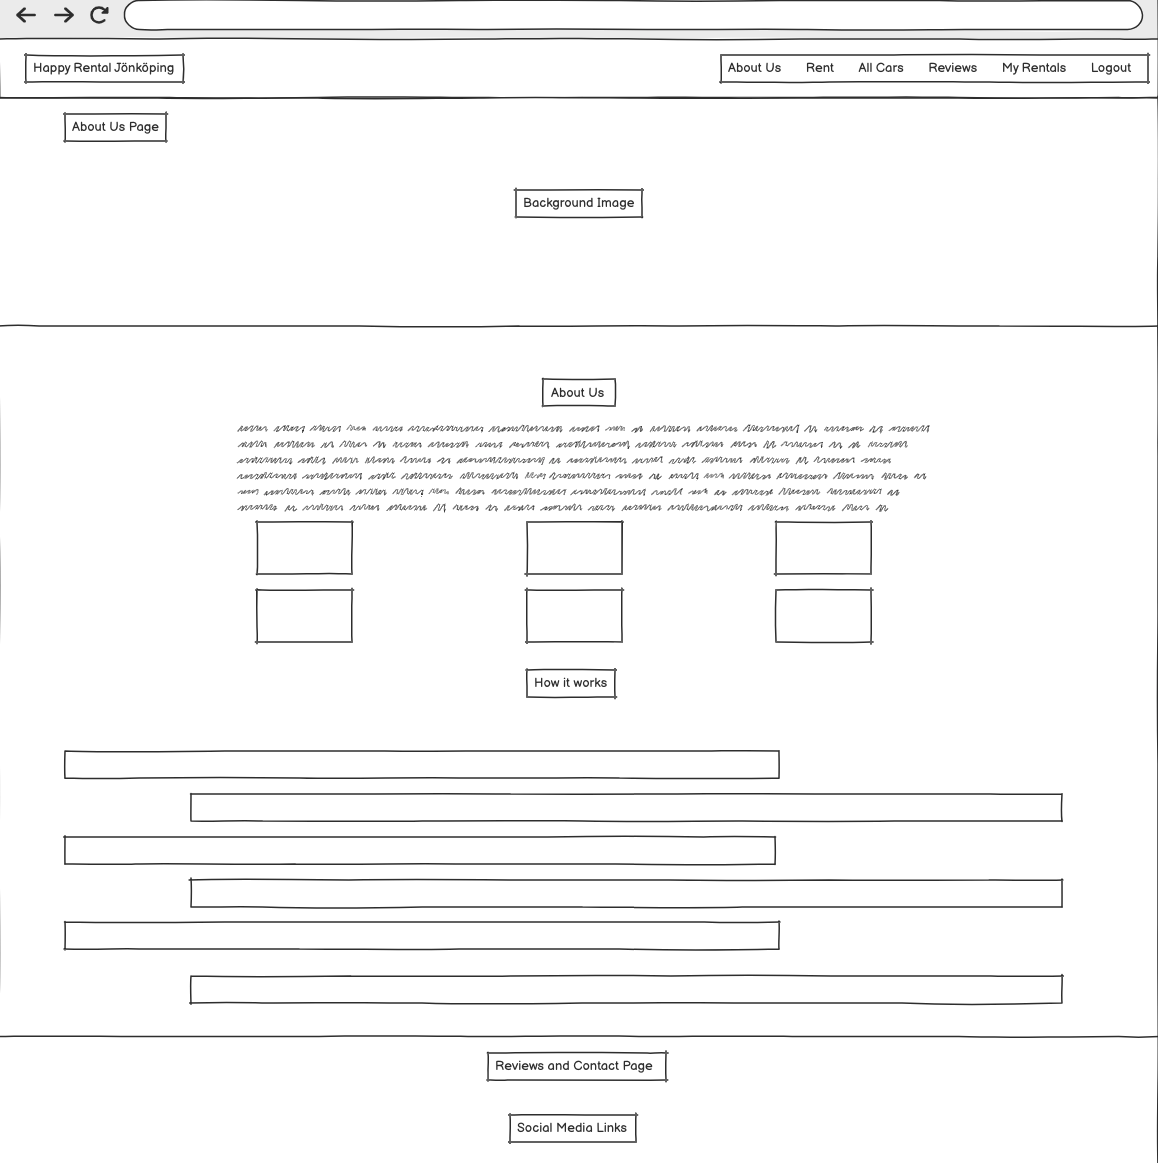 Happy Rental Jönköping
About Us Rent All Cars Reviews My Rentals Logout
About Us Page
Background Image
About Us
How it works
Reviews and Contact Page
Social Media Links